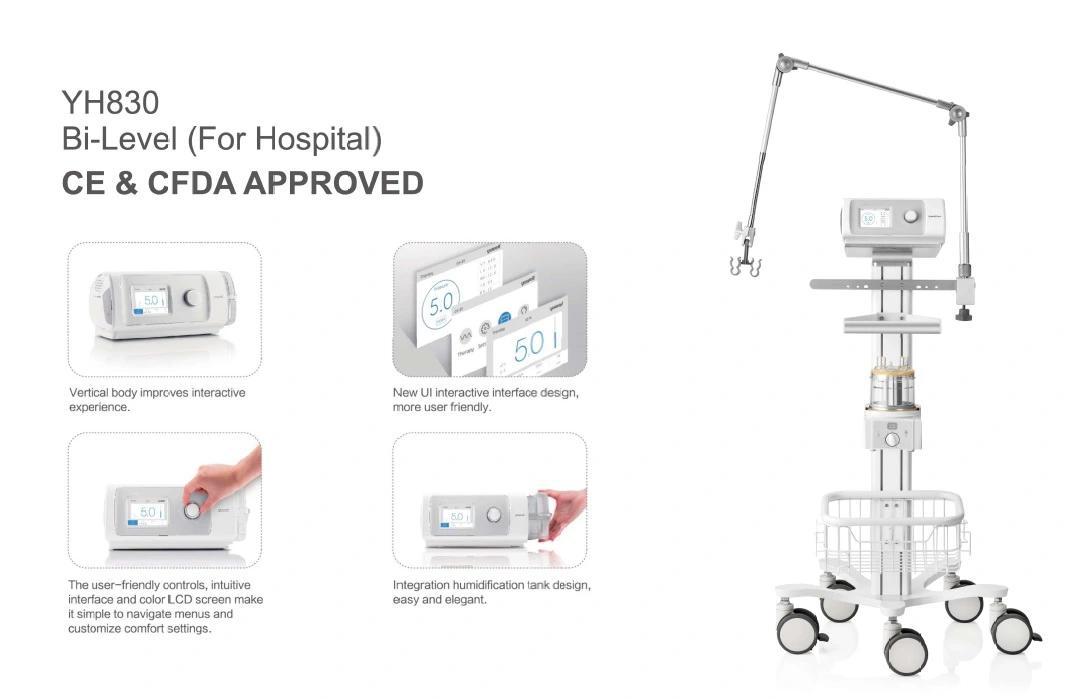 YH830
Bi-Level (For Hospital)
CE & CFDA APPROVED
Vertical body improves interactive
experience.
New UI interactive interface design,
more user friendly.
5.0
5.0
Therapy
5.0
The user-friendly controls, intuitive
interface and color LCD screen make
it simple to navigate menus and
customize comfort settings.
5.0
Integration humidification tank design,
easy and elegant.
5.0
5.0